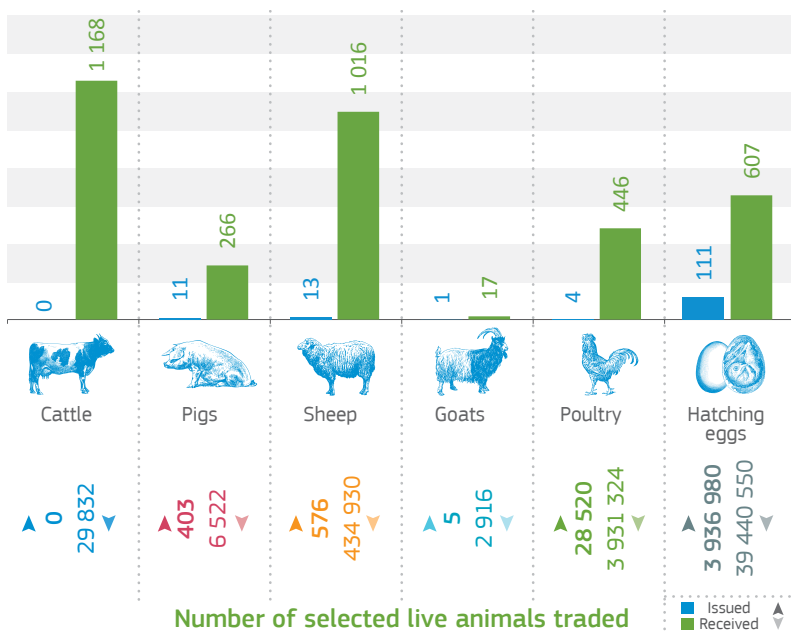 0
1 168
11
266
13
1 016
1
17
4
446
111
607
Cattle
Pigs
Sheep
Goats
Poultry
Hatching
eggs
0
29 832
403
6 522
576
434 930
5
2 916
28 520
3 931 324
3 936 980
39 440 550
Number of selected live animals traded
Issued
Received